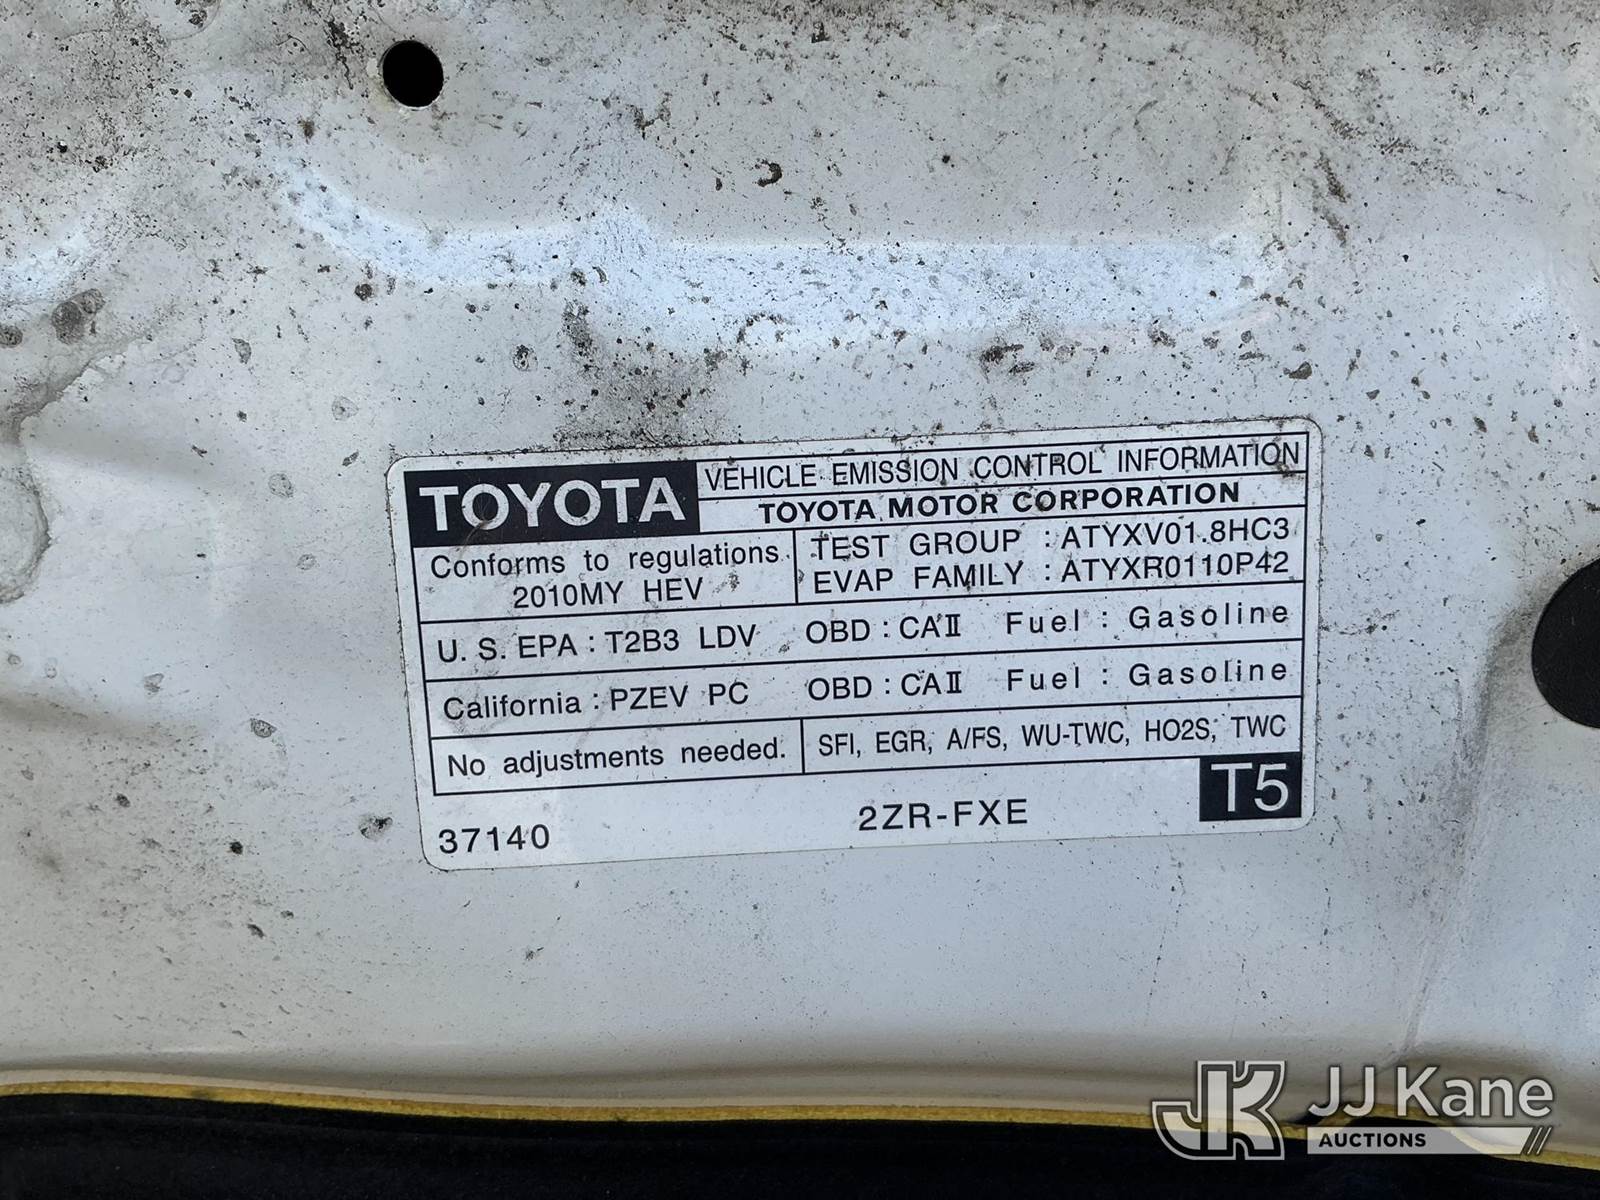 TOYOTA VEHICLE EMISSION CONTROL INFORMATION
TOYOTA MOTOR CORPORATION
Conforms to regulations
2010MY HEV
TEST GROUP : ATYXV01.8HC3
EVAP FAMILY : ATYXR0110P42
U. S. EPA : T2B3 LDV OBD : CAⅡ Fuel : Gasoline
California : PZEV PC OBD : CAⅡ Fuel : Gasoline
No adjustments needed. SFI, EGR, A/FS, WU-TWC, HO2S, TWC
37140 2ZR-FXE T5
JK JJ Kane
AUCTIONS